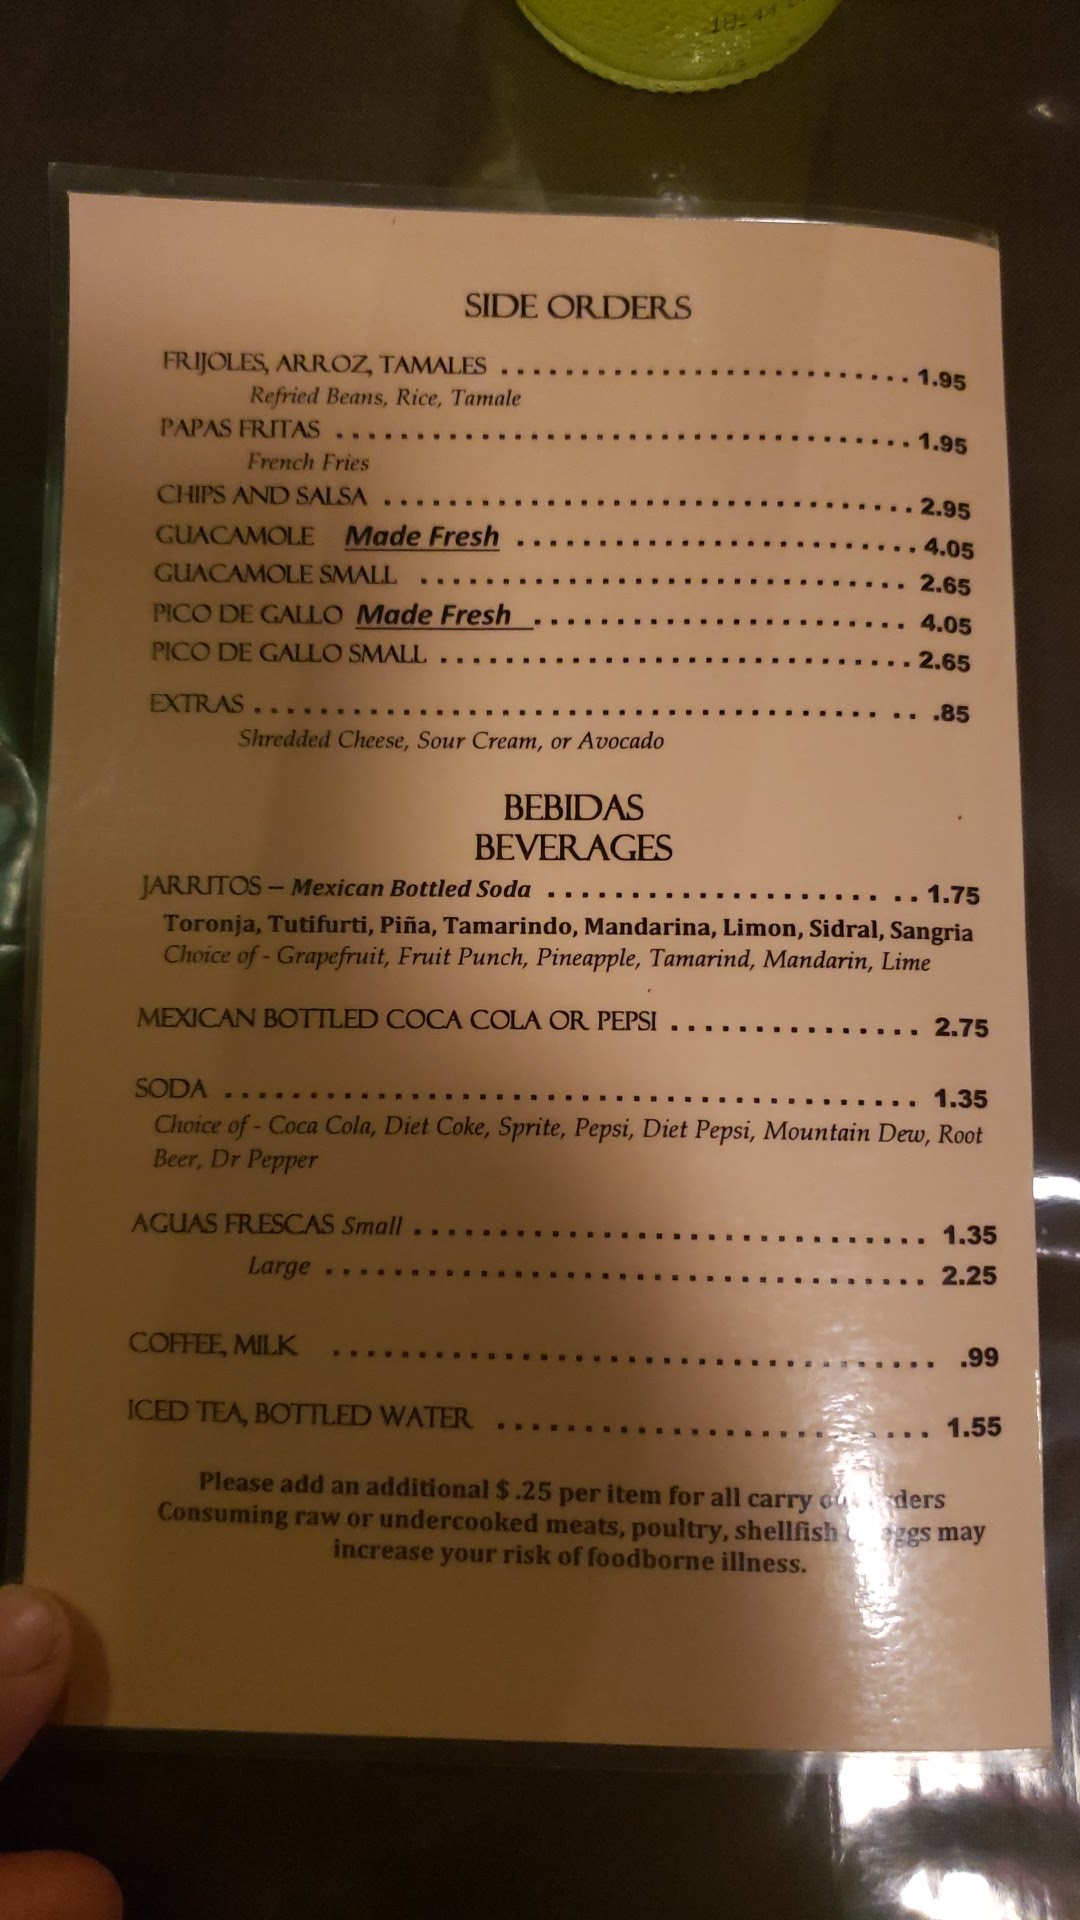 18:44
SIDE ORDERS
FRIJOLES, ARROZ, TAMALES ........................... 1.95
Refried Beans, Rice, Tamale
PAPAS FRITAS ...................................... 1.95
French Fries
CHIPS AND SALSA .................................. 2.95
GUACAMOLE Made Fresh ......................... 4.05
GUACAMOLE SMALL .............................. 2.65
PICO DE GALLO Made Fresh ....................... 4.05
PICO DE GALLO SMALL ............................. 2.65
EXTRAS .......................................... .85
Shredded Cheese, Sour Cream, or Avocado
BEBIDAS
BEVERAGES
JARRITOS – Mexican Bottled Soda ...................... 1.75
Toronja, Tutifurti, Piña, Tamarindo, Mandarina, Limon, Sidral, Sangria
Choice of - Grapefruit, Fruit Punch, Pineapple, Tamarind, Mandarin, Lime
MEXICAN BOTTLED COCA COLA OR PEPSI ............... 2.75
SODA .......................................... 1.35
Choice of - Coca Cola, Diet Coke, Sprite, Pepsi, Diet Pepsi, Mountain Dew, Root
Beer, Dr Pepper
AGUAS FRESCAS Small .............................. 1.35
Large ................................... 2.25
COFFEE, MILK ................................... .99
ICED TEA, BOTTLED WATER ......................... 1.55
Please add an additional $ .25 per item for all carry orders
Consuming raw or undercooked meats, poultry, shellfish eggs may
increase your risk of foodborne illness.